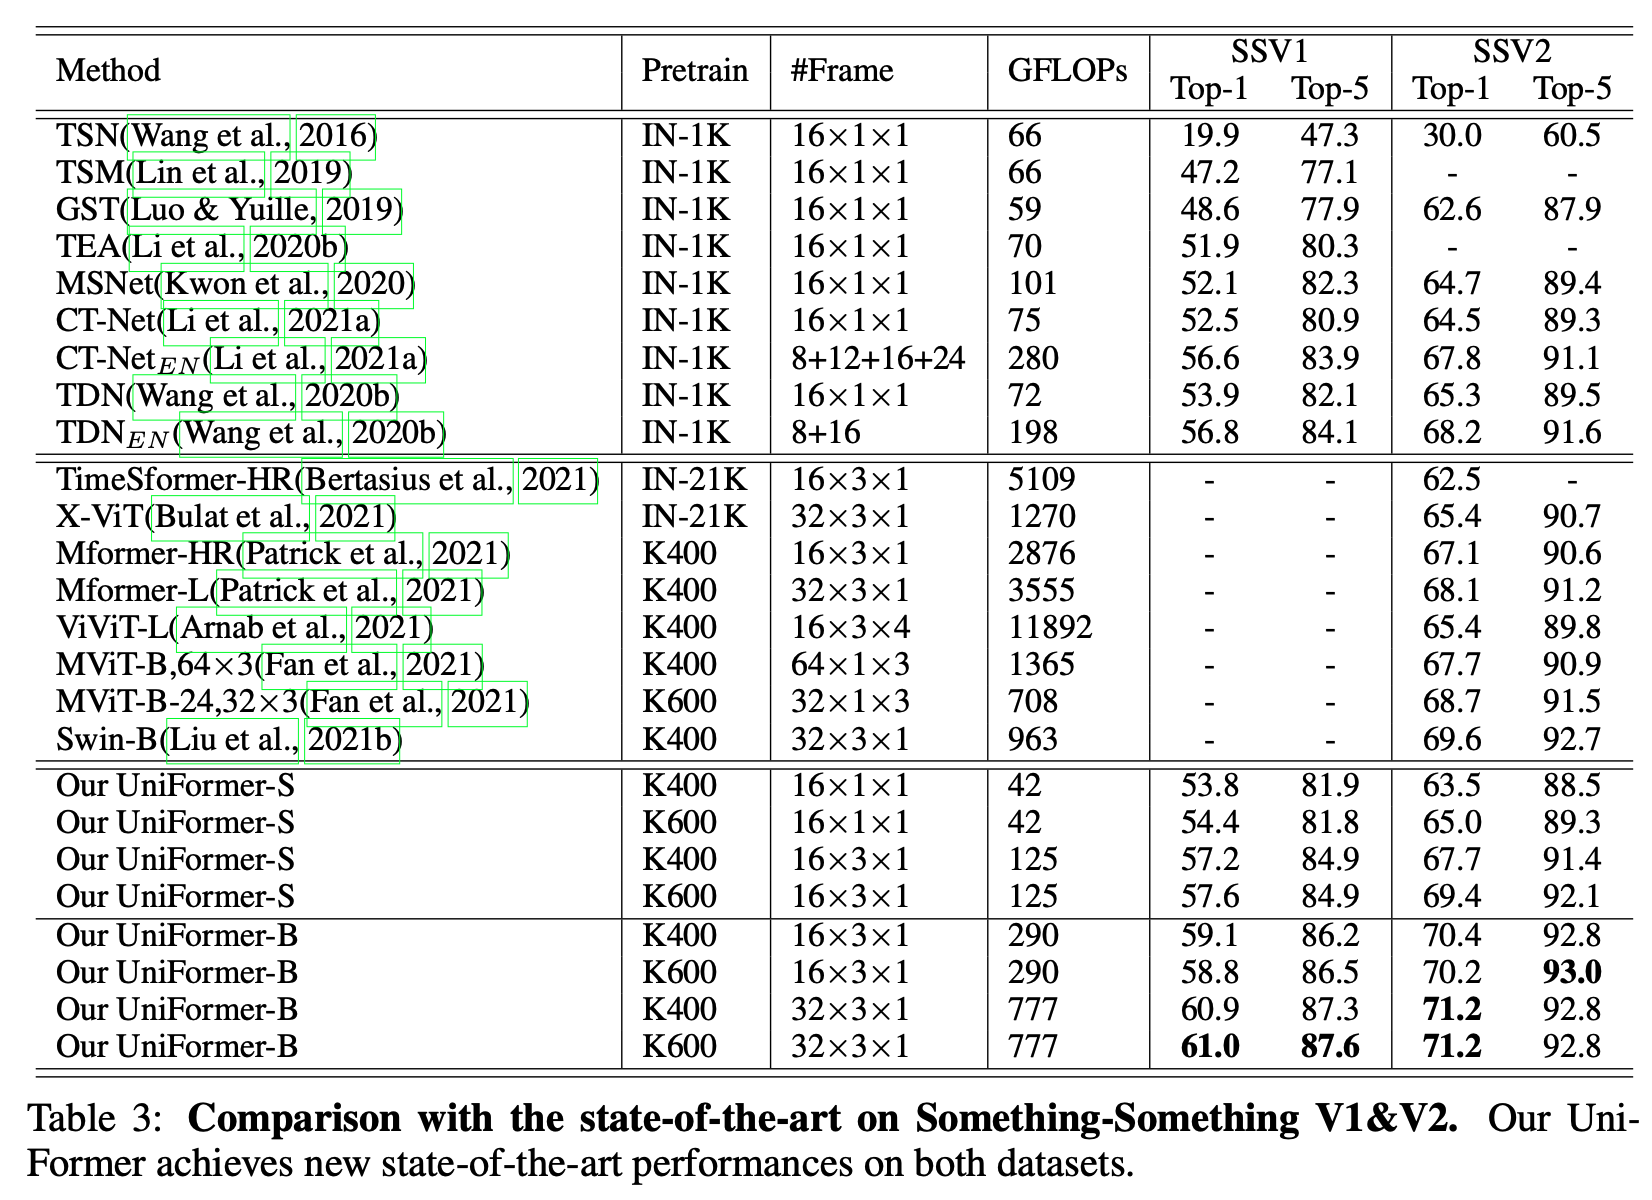 Method Pretrain #Frame GFLOPs SSV1 SSV2
Top-1 Top-5 Top-1 Top-5
TSN(Wang et al., 2016) IN-1K 16×1×1 66 19.9 47.3 30.0 60.5
TSM(Lin et al., 2019) IN-1K 16×1×1 66 47.2 77.1 - -
GST(Luo & Yuille, 2019) IN-1K 16×1×1 59 48.6 77.9 62.6 87.9
TEA(Li et al., 2020b) IN-1K 16×1×1 70 51.9 80.3 - -
MSNet(Kwon et al., 2020) IN-1K 16×1×1 101 52.1 82.3 64.7 89.4
CT-Net(Li et al., 2021a) IN-1K 16×1×1 75 52.5 80.9 64.5 89.3
CT-NetEN(Li et al., 2021a) IN-1K 8+12+16+24 280 56.6 83.9 67.8 91.1
TDN(Wang et al., 2020b) IN-1K 16×1×1 72 53.9 82.1 65.3 89.5
TDNEN(Wang et al., 2020b) IN-1K 8+16 198 56.8 84.1 68.2 91.6
TimeSformer-HR(Bertasius et al., 2021) IN-21K 16×3×1 5109 - - 62.5 -
X-ViT(Bulat et al., 2021) IN-21K 32×3×1 1270 - - 65.4 90.7
Mformer-HR(Patrick et al., 2021) K400 16×3×1 2876 - - 67.1 90.6
Mformer-L(Patrick et al., 2021) K400 32×3×1 3555 - - 68.1 91.2
ViViT-L(Arnab et al., 2021) K400 16×3×4 11892 - - 65.4 89.8
MViT-B,64×3(Fan et al., 2021) K400 64×1×3 1365 - - 67.7 90.9
MViT-B-24,32×3(Fan et al., 2021) K600 32×1×3 708 - - 68.7 91.5
Swin-B(Liu et al., 2021b) K400 32×3×1 963 - - 69.6 92.7
Our UniFormer-S K400 16×1×1 42 53.8 81.9 63.5 88.5
Our UniFormer-S K600 16×1×1 42 54.4 81.8 65.0 89.3
Our UniFormer-S K400 16×3×1 125 57.2 84.9 67.7 91.4
Our UniFormer-S K600 16×3×1 125 57.6 84.9 69.4 92.1
Our UniFormer-B K400 16×3×1 290 59.1 86.2 70.4 92.8
Our UniFormer-B K600 16×3×1 290 58.8 86.5 70.2 93.0
Our UniFormer-B K400 32×3×1 777 60.9 87.3 71.2 92.8
Our UniFormer-B K600 32×3×1 777 61.0 87.6 71.2 92.8
Table 3: Comparison with the state-of-the-art on Something-Something V1&V2. Our Uni-
Former achieves new state-of-the-art performances on both datasets.